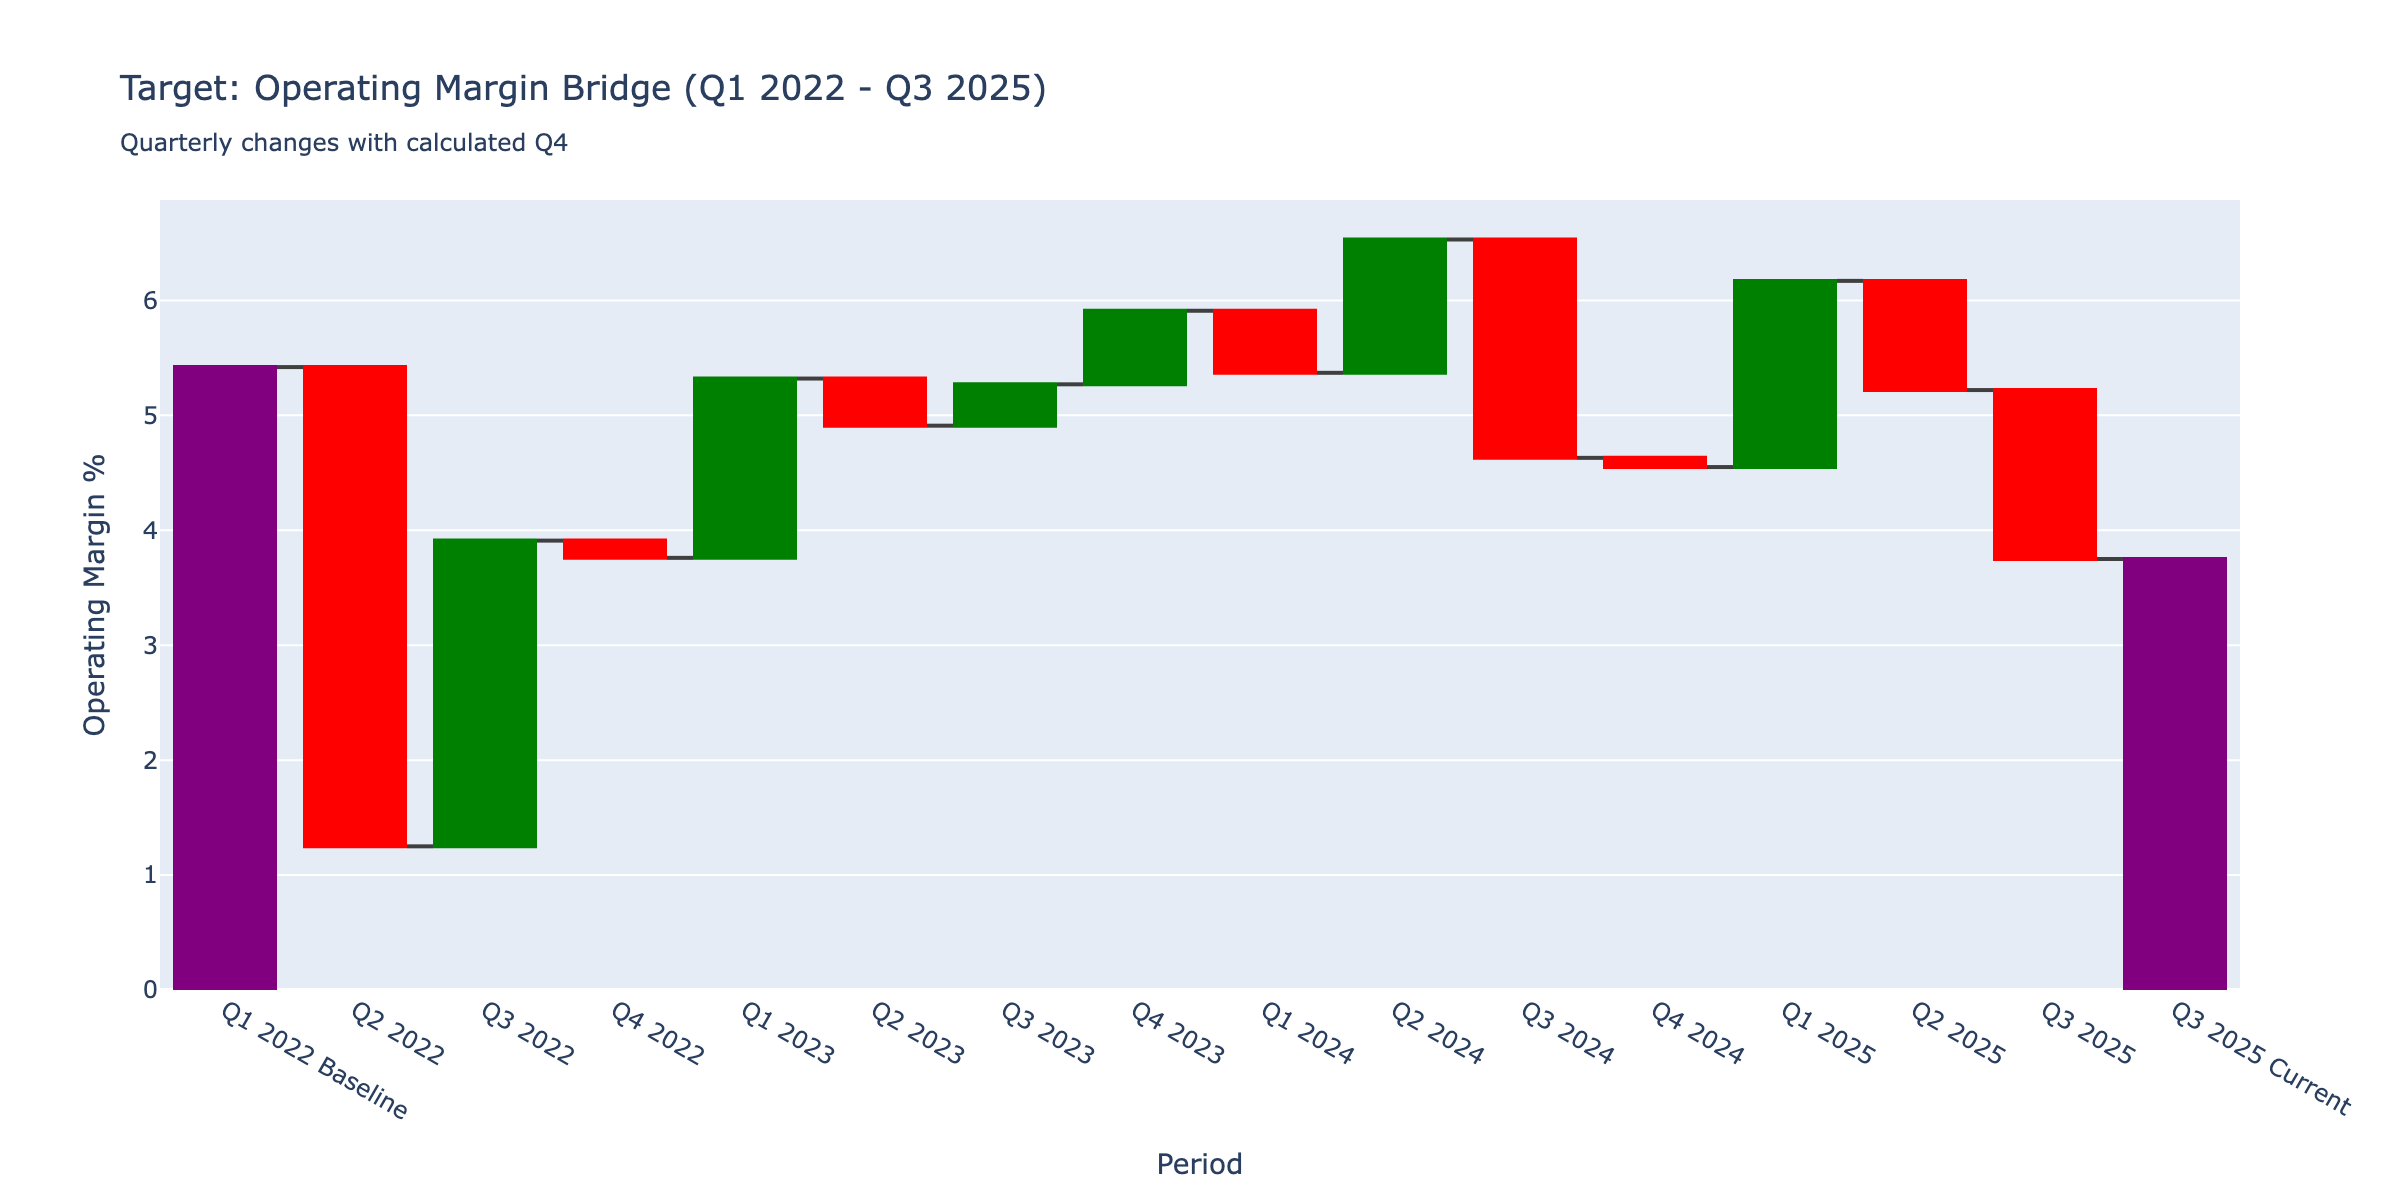 Target: Operating Margin Bridge (Q1 2022 - Q3 2025)
Quarterly changes with calculated Q4
Operating Margin %
6
5
4
3
2
1
0
Q1 2022 Baseline
Q2 2022
Q3 2022
Q4 2022
Q1 2023
Q2 2023
Q3 2023
Q4 2023
Q1 2024
Q2 2024
Q3 2024
Q4 2024
Q1 2025
Q2 2025
Q3 2025
Q3 2025 Current
Period